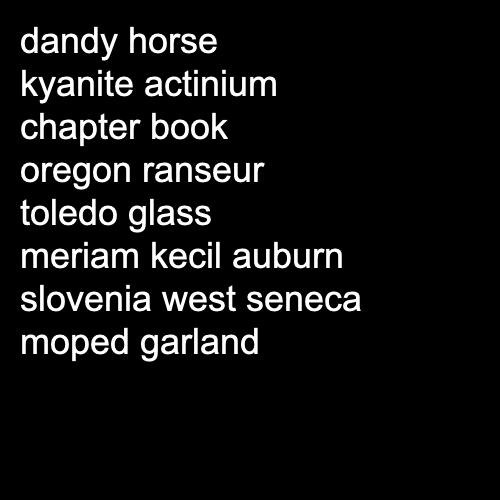 dandy horse
kyanite actinium
chapter book
oregon ranseur
toledo glass
meriam kecil auburn
slovenia west seneca
moped garland